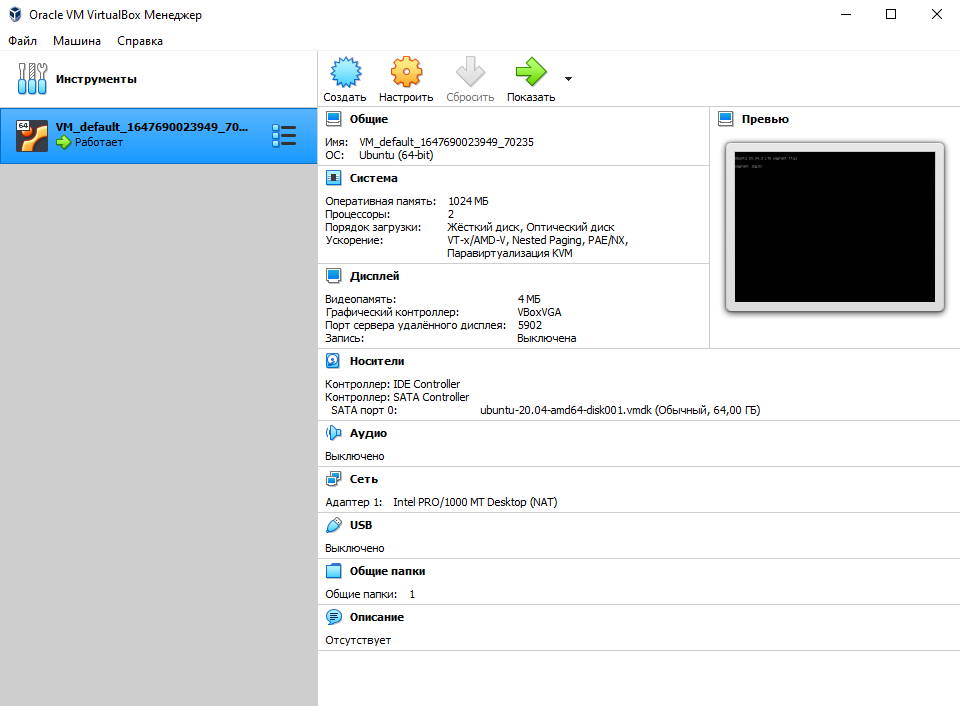 Oracle VM VirtualBox Менеджер
Файл Машина Справка
Инструменты
64
VM_default_1647690023949_70...
Работает
Создать Настроить Сбросить Показать
Общие
Имя: VM_default_1647690023949_70235
ОС: Ubuntu (64-bit)
Система
Оперативная память: 1024 МБ
Процессоры: 2
Порядок загрузки: Жёсткий диск, Оптический диск
Ускорение: VT-x/AMD-V, Nested Paging, PAE/NX,
Паравиртуализация KVM
Дисплей
Видеопамять: 4 МБ
Графический контроллер: VBoxVGA
Порт сервера удалённого дисплея: 5902
Запись: Выключена
Превью
Носители
Контроллер: IDE Controller
Контроллер: SATA Controller
SATA порт 0: ubuntu-20.04-amd64-disk001.vmdk (Обычный, 64,00 ГБ)
Аудио
Выключено
Сеть
Адаптер 1: Intel PRO/1000 MT Desktop (NAT)
USB
Выключено
Общие папки
Общие папки: 1
Описание
Отсутствует